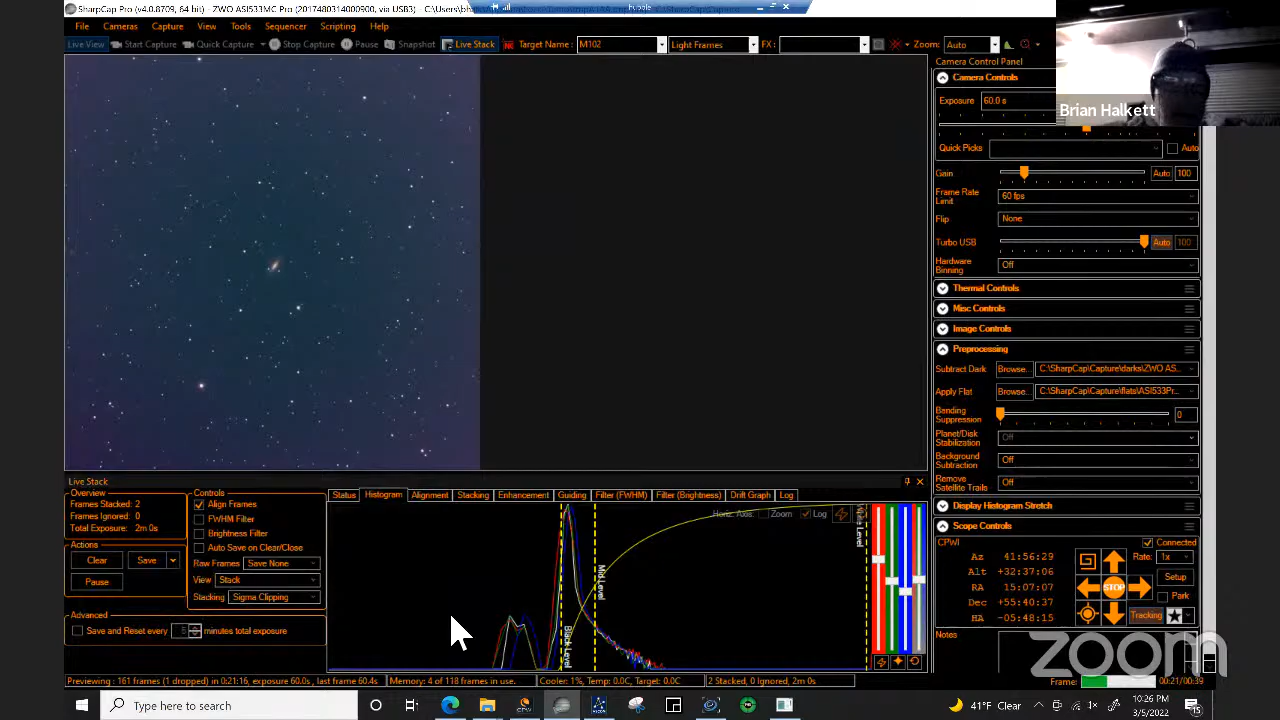 SharpCap Pro (v4.0.8709, 64 bit) - ZWO ASI533MC Pro (2017480314000900, via USB3)
File Cameras Capture View Tools Sequencer Scripting Help
Live View Start Capture Quick Capture Stop Capture Pause Snapshot Live Stack Target Name: M102 Light Frames FX: Zoom: Auto
Brian Halkett
Camera Control Panel
Camera Controls
Exposure 60.0 s
Quick Picks Auto
Gain Auto 100
Frame Rate Limit 60 fps
Flip None
Turbo USB Auto 100
Hardware Binning Off
Thermal Controls
Misc Controls
Image Controls
Preprocessing
Subtract Dark Browse.. C:\SharpCap\Capture\darks\ZWO AS...
Apply Flat Browse.. C:\SharpCap\Capture\flats\ASI533Pr...
Banding Suppression 0
Planet/Disk Stabilization Off
Background Subtraction Off
Remove Satellite Trails Off
Display Histogram Stretch
Scope Controls
CPWI Connected
Az 41:56:29 Rate: 1x
Alt +32:37:06
RA 15:07:07 STOP Setup
Dec +55:40:37 Park
HA -05:48:15 Tracking
Notes
zoom
Frame: 00:21/00:39
Live Stack
Overview
Frames Stacked: 2
Frames Ignored: 0
Total Exposure: 2m 0s
Actions
Clear Save
Pause
Controls
Align Frames
FWHM Filter
Brightness Filter
Auto Save on Clear/Close
Raw Frames Save None
View Stack
Stacking Sigma Clipping
Advanced
Save and Reset every 5 minutes total exposure
Status Histogram Alignment Stacking Enhancement Guiding Filter (FWHM) Filter (Brightness) Drift Graph Log
Horiz. Axis: Zoom Log
Black Level
Mid Level
White Level
Previewing : 161 frames (1 dropped) in 0:21:16, exposure 60.0s , last frame 60.4s Memory: 4 of 118 frames in use. Cooler: 1%, Temp: 0.0C, Target: 0.0C 2 Stacked, 0 Ignored, 2m 0s
Type here to search
41°F Clear
10:26 PM
3/5/2022
15